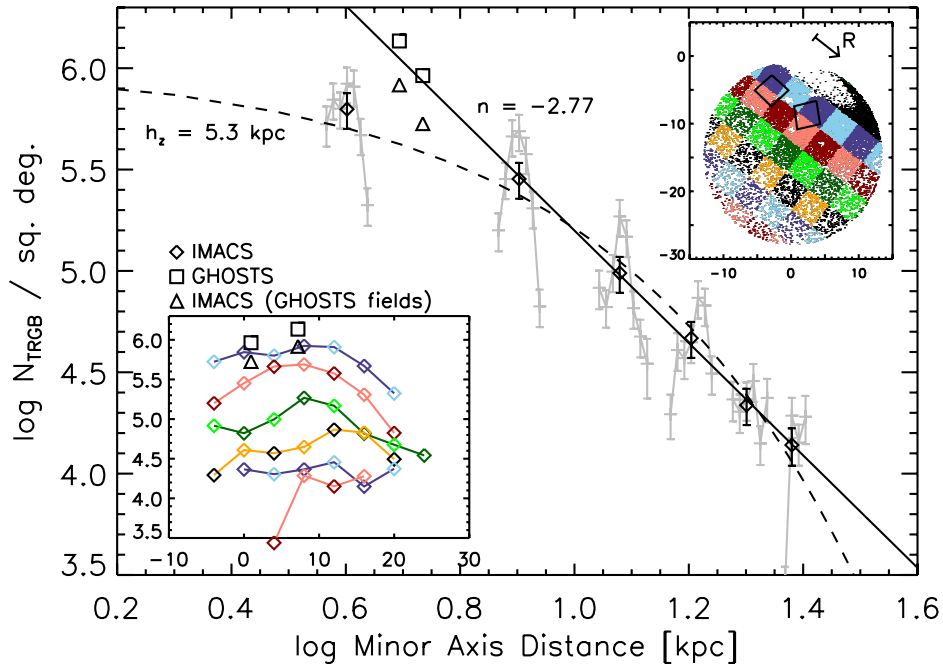 log N_TRGB / sq. deg.
6.0
5.5
5.0
4.5
4.0
3.5
0.2 0.4 0.6 0.8 1.0 1.2 1.4 1.6
log Minor Axis Distance [kpc]
h_z = 5.3 kpc
n = −2.77
IMACS
GHOSTS
IMACS (GHOSTS fields)
6.0
5.5
5.0
4.5
4.0
3.5
−10 0 10 20 30
R
0
−10
−20
−30
−10 0 10